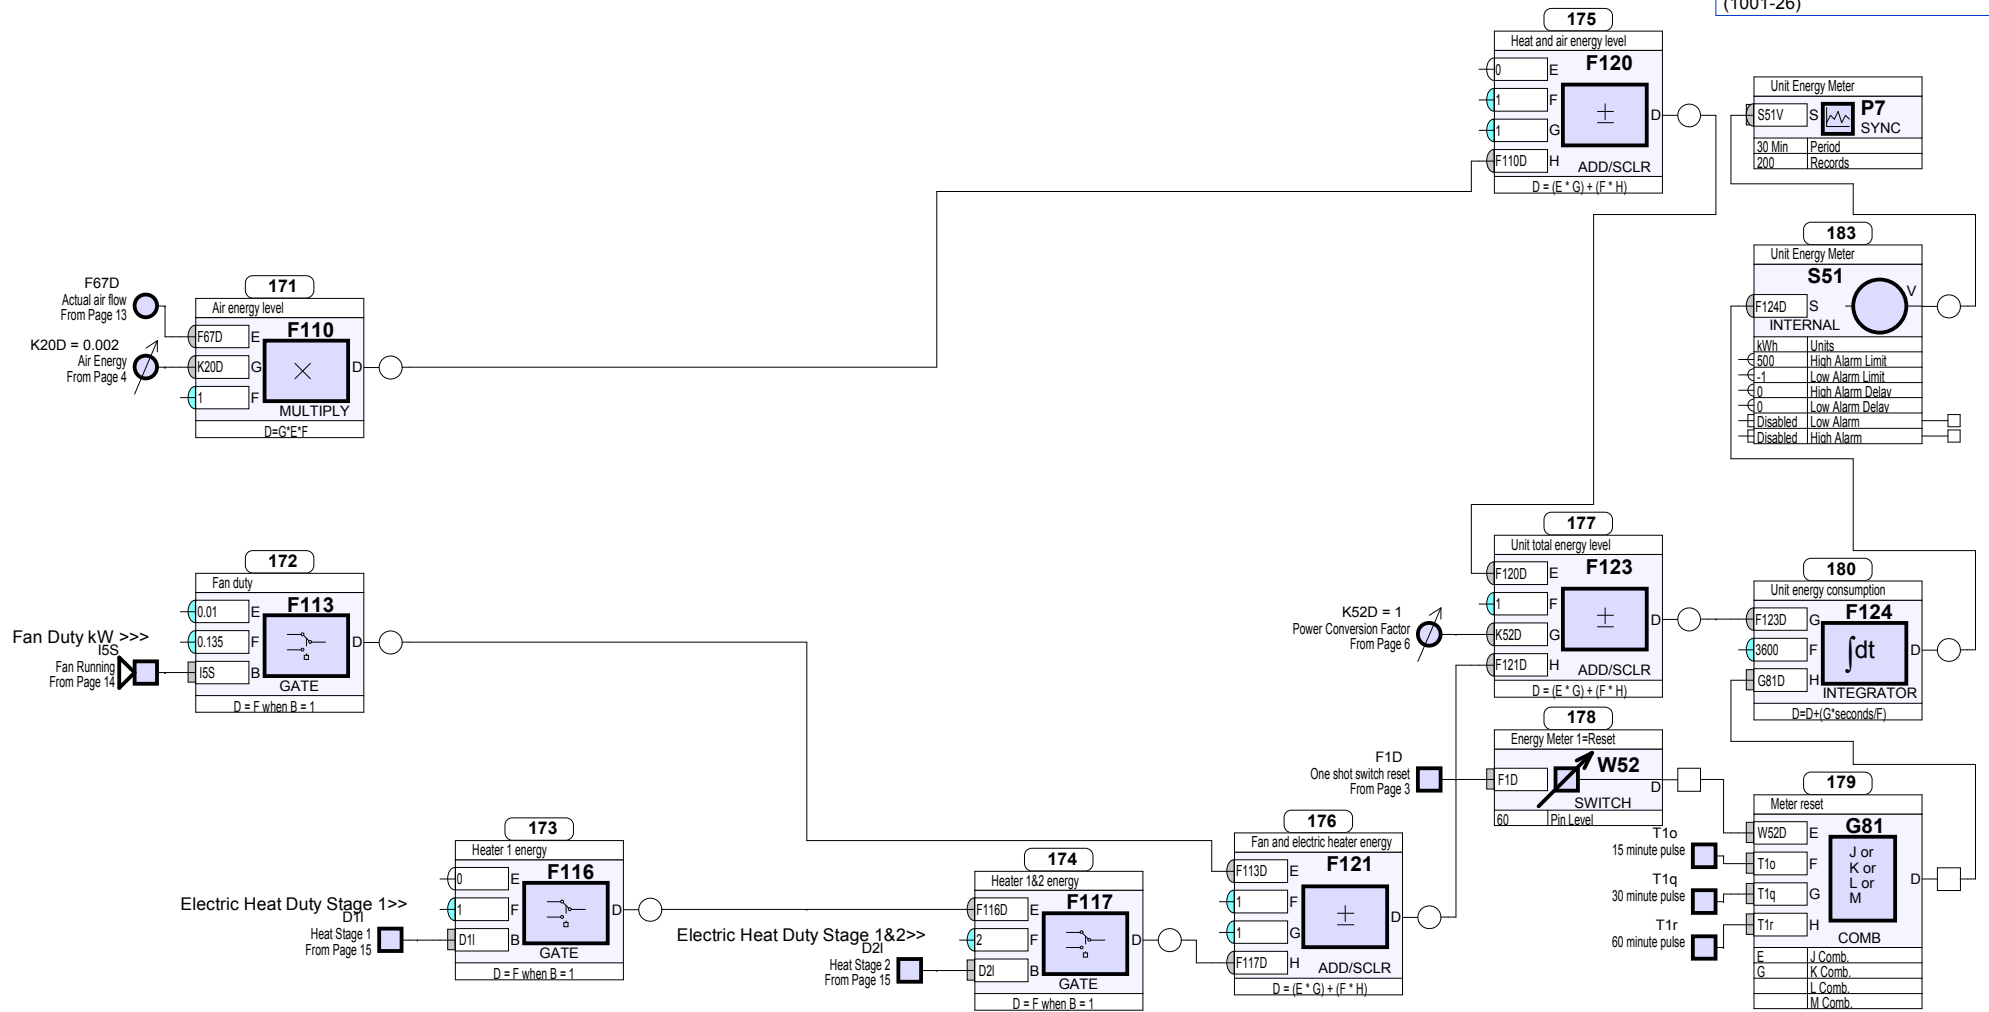 (1001-26)
175
Heat and air energy level
F120
0 E
1 F
1 G
F110D H
D
ADD/SCLR
D = (E * G) + (F * H)
Unit Energy Meter
S51V S
P7
SYNC
30 Min Period
200 Records
183
Unit Energy Meter
S51
F124D S
V
INTERNAL
kWh Units
500 High Alarm Limit
-1 Low Alarm Limit
0 High Alarm Delay
0 Low Alarm Delay
Disabled Low Alarm
Disabled High Alarm
F67D
Actual air flow
From Page 13
K20D = 0.002
Air Energy
From Page 4
171
Air energy level
F110
F67D E
K20D G
1 F
D
MULTIPLY
D=G*E*F
172
Fan duty
F113
0.01 E
0.135 F
I5S B
D
GATE
D = F when B = 1
Fan Duty kW >>>
I5S
Fan Running
From Page 14
177
Unit total energy level
F123
F120D E
1 F
K52D G
F121D H
D
ADD/SCLR
D = (E * G) + (F * H)
K52D = 1
Power Conversion Factor
From Page 6
180
Unit energy consumption
F124
F123D G
3600 F
G81D H
∫dt
D
INTEGRATOR
D=D+(G*seconds/F)
178
Energy Meter 1=Reset
W52
F1D
D
SWITCH
60 Pin Level
F1D
One shot switch reset
From Page 3
179
Meter reset
G81
W52D E
T1o F
T1q G
T1r H
J or
K or
L or
M
D
COMB
E J Comb.
G K Comb.
L Comb.
M Comb.
T1o
15 minute pulse
T1q
30 minute pulse
T1r
60 minute pulse
173
Heater 1 energy
F116
0 E
1 F
D1I B
D
GATE
D = F when B = 1
Electric Heat Duty Stage 1>>
D1I
Heat Stage 1
From Page 15
174
Heater 1&2 energy
F117
F116D E
2 F
D2I B
D
GATE
D = F when B = 1
Electric Heat Duty Stage 1&2>>
D2I
Heat Stage 2
From Page 15
176
Fan and electric heater energy
F121
F113D E
1 F
1 G
F117D H
D
ADD/SCLR
D = (E * G) + (F * H)